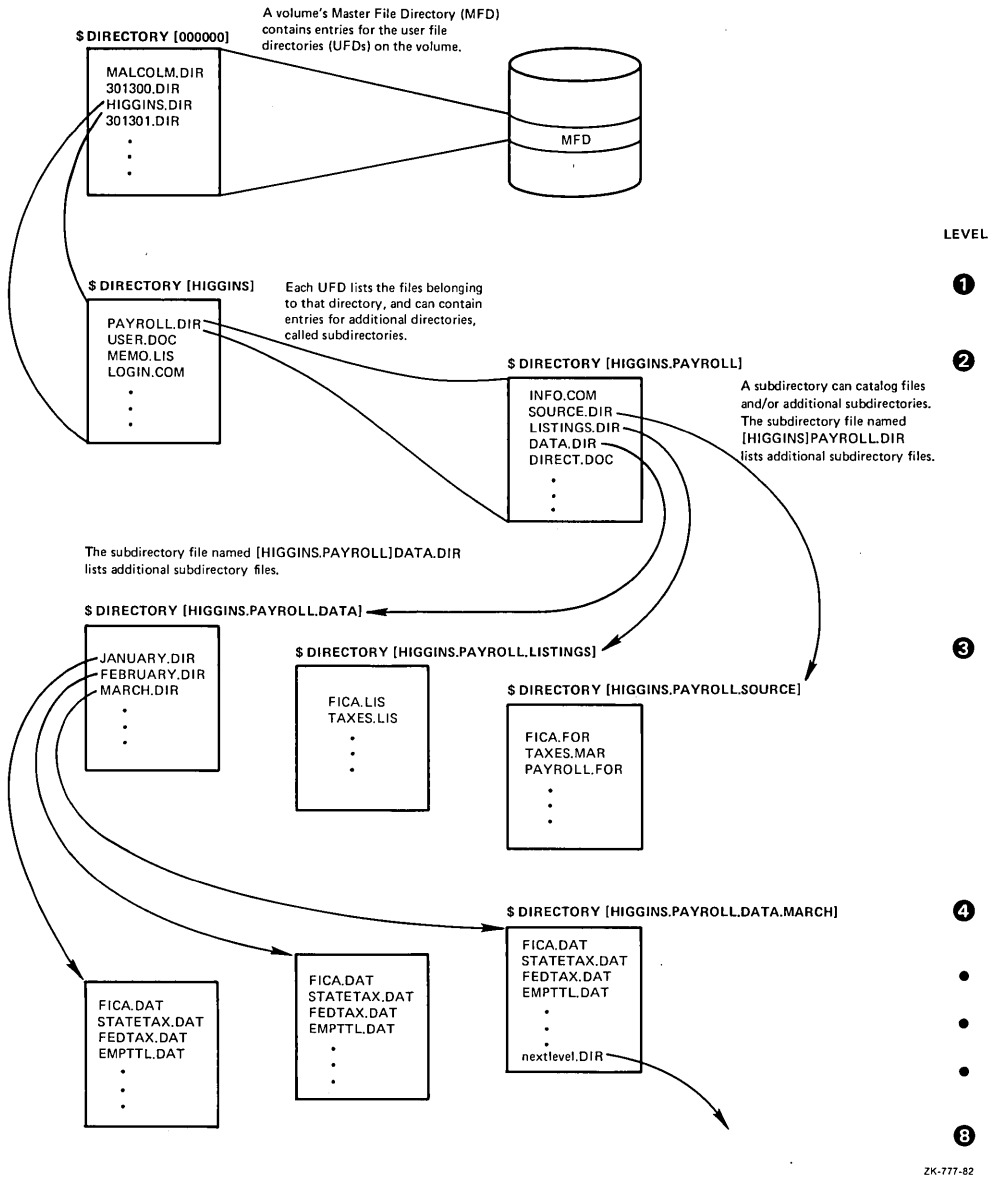 A volume's Master File Directory (MFD)
contains entries for the user file
directories (UFDs) on the volume.
$ DIRECTORY [000000]
MALCOLM.DIR
301300.DIR
HIGGINS.DIR
301301.DIR
MFD
LEVEL
$ DIRECTORY [HIGGINS]
Each UFD lists the files belonging
to that directory, and can contain
entries for additional directories,
called subdirectories.
1
PAYROLL.DIR
USER.DOC
MEMO.LIS
LOGIN.COM
$ DIRECTORY [HIGGINS.PAYROLL]
2
INFO.COM
SOURCE.DIR
LISTINGS.DIR
DATA.DIR
DIRECT.DOC
A subdirectory can catalog files
and/or additional subdirectories.
The subdirectory file named
[HIGGINS]PAYROLL.DIR
lists additional subdirectory files.
The subdirectory file named [HIGGINS.PAYROLL]DATA.DIR
lists additional subdirectory files.
$ DIRECTORY [HIGGINS.PAYROLL.DATA]
JANUARY.DIR
FEBRUARY.DIR
MARCH.DIR
$ DIRECTORY [HIGGINS.PAYROLL.LISTINGS]
3
FICA.LIS
TAXES.LIS
$ DIRECTORY [HIGGINS.PAYROLL.SOURCE]
FICA.FOR
TAXES.MAR
PAYROLL.FOR
$ DIRECTORY [HIGGINS.PAYROLL.DATA.MARCH]
4
FICA.DAT
STATETAX.DAT
FEDTAX.DAT
EMPTTL.DAT
FICA.DAT
STATETAX.DAT
FEDTAX.DAT
EMPTTL.DAT
FICA.DAT
STATETAX.DAT
FEDTAX.DAT
EMPTTL.DAT
nextlevel.DIR
8
ZK-777-82